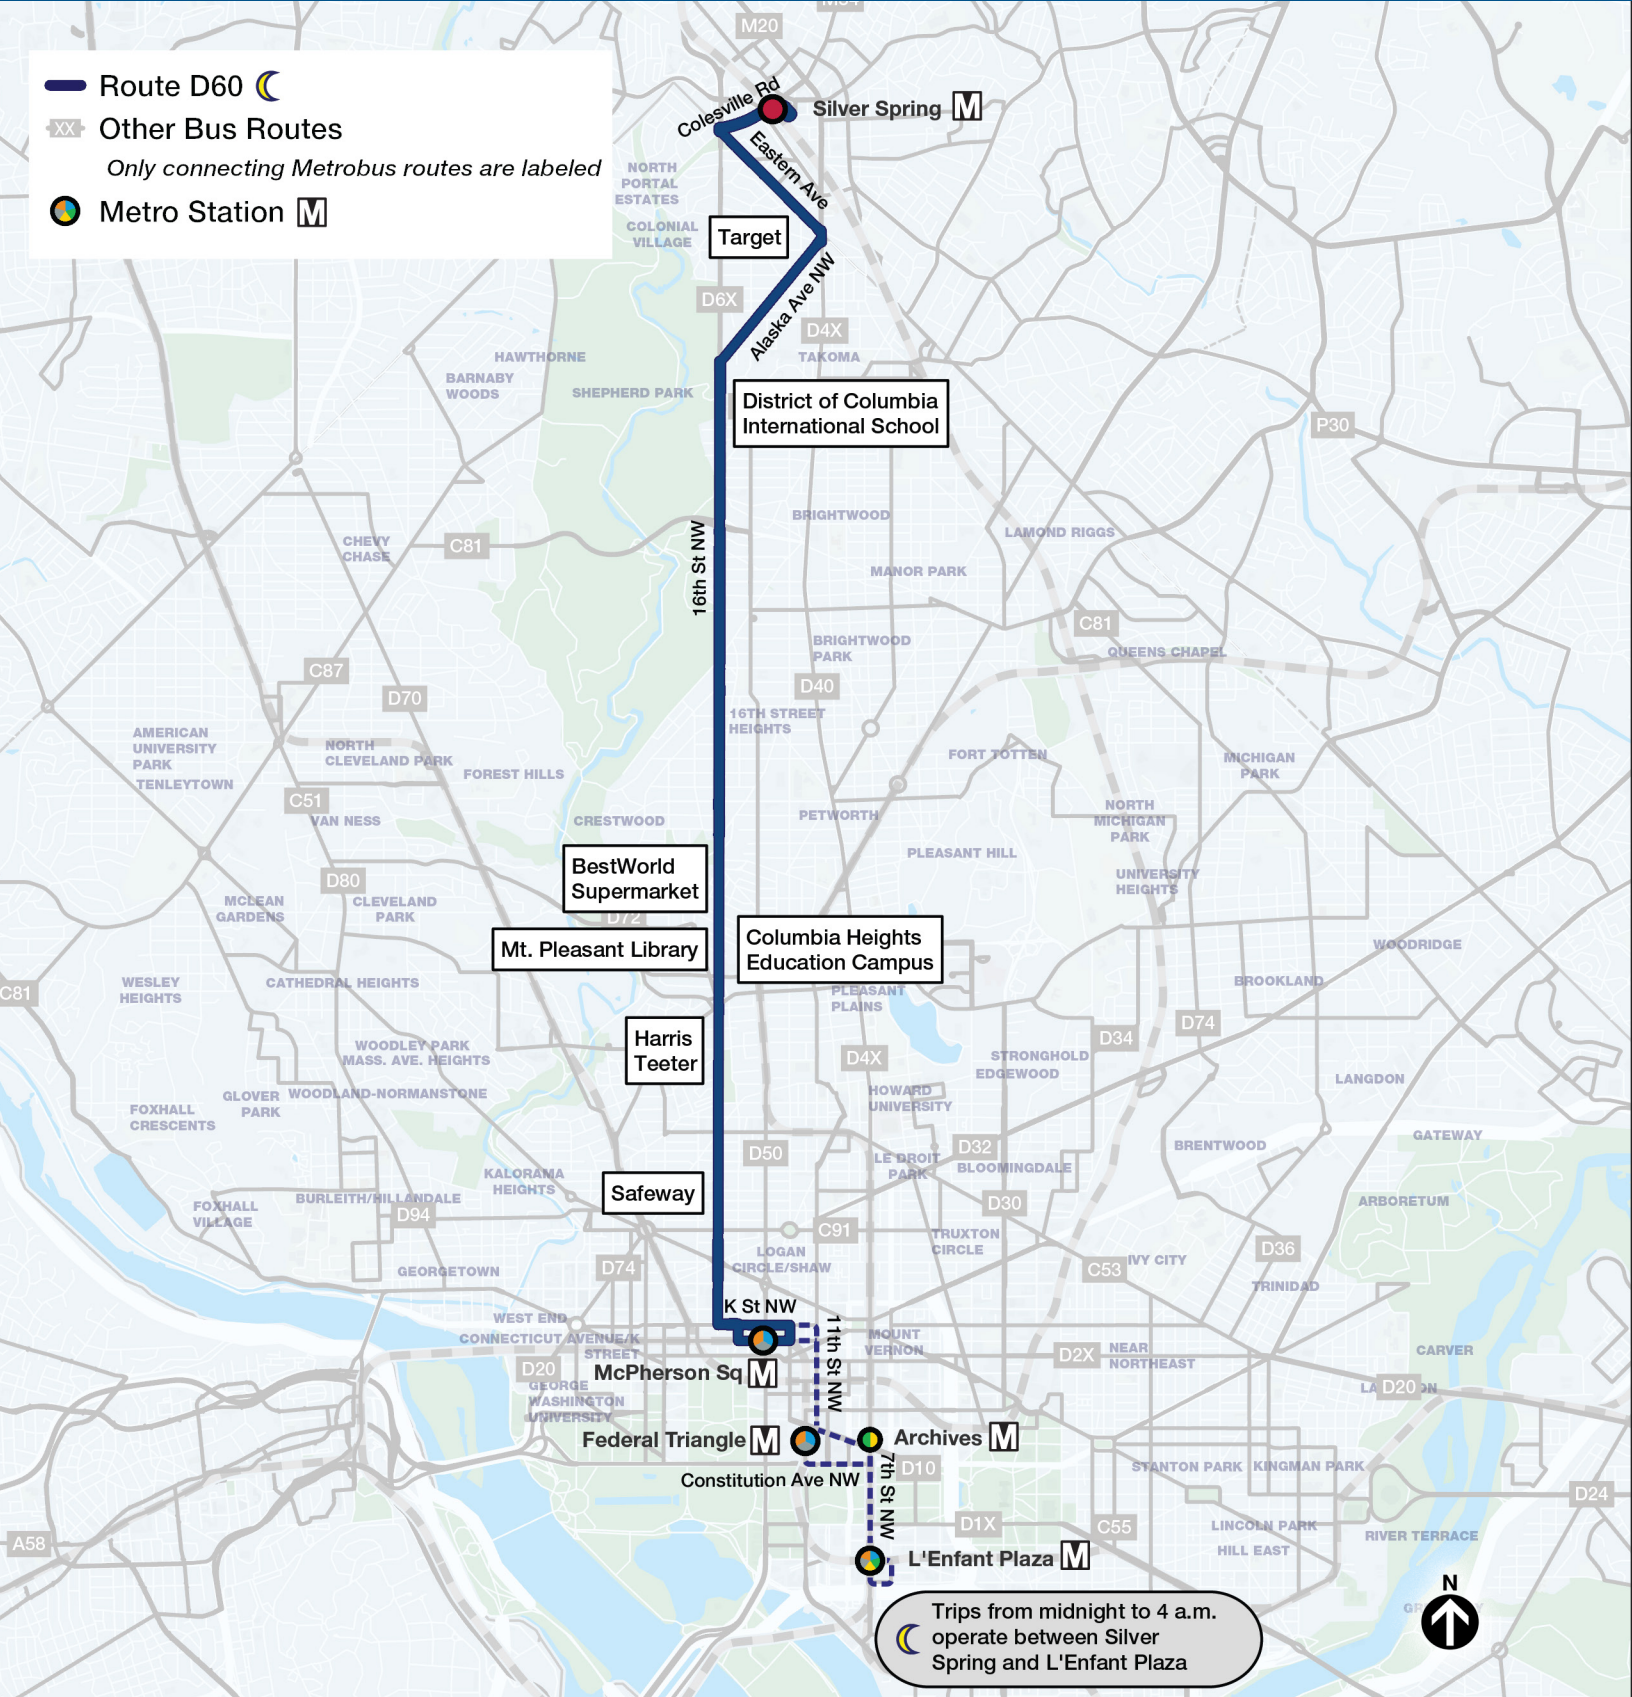 M20
Route D60
XX Other Bus Routes
Only connecting Metrobus routes are labeled
Metro Station M
Colesville Rd
Silver Spring M
Eastern Ave
NORTH
PORTAL
ESTATES
COLONIAL
VILLAGE
Target
D6X
Alaska Ave NW
D4X
TAKOMA
HAWTHORNE
BARNABY
WOODS
SHEPHERD PARK
District of Columbia
International School
P30
BRIGHTWOOD
LAMOND RIGGS
CHEVY
CHASE
C81
16th St NW
MANOR PARK
C81
QUEENS CHAPEL
BRIGHTWOOD
PARK
C87
D70
D40
16TH STREET
HEIGHTS
AMERICAN
UNIVERSITY
PARK
TENLEYTOWN
NORTH
CLEVELAND PARK
FOREST HILLS
FORT TOTTEN
MICHIGAN
PARK
C51
VAN NESS
CRESTWOOD
PETWORTH
NORTH
MICHIGAN
PARK
PLEASANT HILL
BestWorld
Supermarket
D80
UNIVERSITY
HEIGHTS
MCLEAN
GARDENS
CLEVELAND
PARK
D72
Mt. Pleasant Library
Columbia Heights
Education Campus
WOODRIDGE
WESLEY
HEIGHTS
CATHEDRAL HEIGHTS
PLEASANT
PLAINS
BROOKLAND
C81
D74
D34
Harris
Teeter
WOODLEY PARK
MASS. AVE. HEIGHTS
D4X
STRONGHOLD
EDGEWOOD
LANGDON
GLOVER
PARK
WOODLAND-NORMANSTONE
HOWARD
UNIVERSITY
FOXHALL
CRESCENTS
D50
D32
LE DROIT
PARK
BLOOMINGDALE
BRENTWOOD
GATEWAY
KALORAMA
HEIGHTS
Safeway
BURLEITH/HILLANDALE
D94
FOXHALL
VILLAGE
D30
ARBORETUM
C91
TRUXTON
CIRCLE
D36
LOGAN
CIRCLE/SHAW
GEORGETOWN
D74
C53
IVY CITY
TRINIDAD
K St NW
WEST END
CONNECTICUT AVENUE/K
STREET
11th St NW
MOUNT
VERNON
D2X
NEAR
NORTHEAST
CARVER
D20
McPherson Sq M
GEORGE
WASHINGTON
UNIVERSITY
D20
Federal Triangle M
Archives M
Constitution Ave NW
D10
7th St NW
STANTON PARK
KINGMAN PARK
D24
D1X
C55
LINCOLN PARK
HILL EAST
RIVER TERRACE
A58
L'Enfant Plaza M
N
Trips from midnight to 4 a.m.
operate between Silver
Spring and L'Enfant Plaza